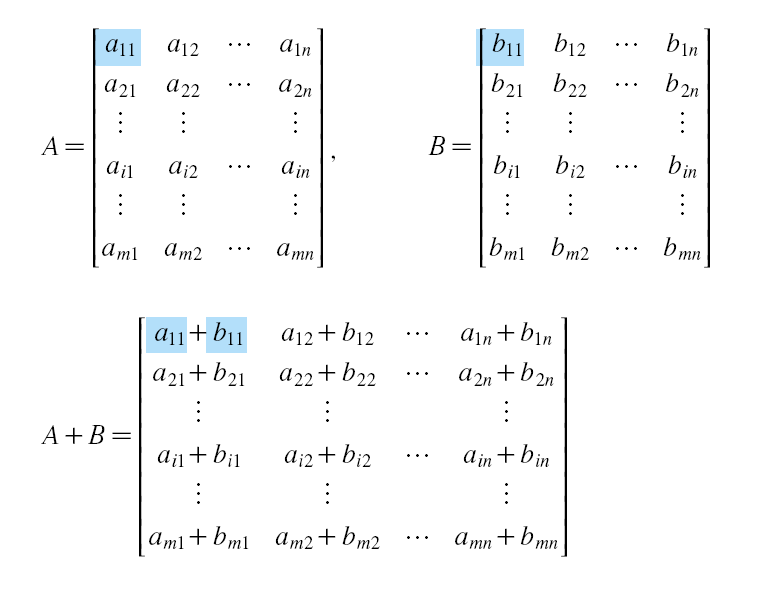 a₁₁ a₁₂ ⋯ a₁ₙ b₁₁ b₁₂ ⋯ b₁ₙ
a₂₁ a₂₂ ⋯ a₂ₙ b₂₁ b₂₂ ⋯ b₂ₙ
⋮ ⋮ ⋮ ⋮ ⋮ ⋮
A = , B =
aᵢ₁ aᵢ₂ ⋯ aᵢₙ bᵢ₁ bᵢ₂ ⋯ bᵢₙ
⋮ ⋮ ⋮ ⋮ ⋮ ⋮
aₘ₁ aₘ₂ ⋯ aₘₙ bₘ₁ bₘ₂ ⋯ bₘₙ
a₁₁+b₁₁ a₁₂+b₁₂ ⋯ a₁ₙ+b₁ₙ
a₂₁+b₂₁ a₂₂+b₂₂ ⋯ a₂ₙ+b₂ₙ
⋮ ⋮ ⋮
A+B=
aᵢ₁+bᵢ₁ aᵢ₂+bᵢ₂ ⋯ aᵢₙ+bᵢₙ
⋮ ⋮ ⋮
aₘ₁+bₘ₁ aₘ₂+bₘ₂ ⋯ aₘₙ+bₘₙ